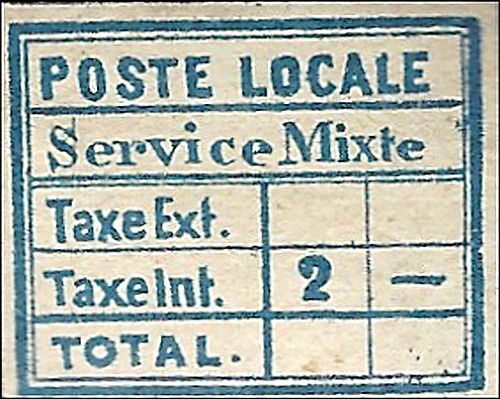 POSTE LOCALE
Service Mixte
Taxe Ext.
Taxe Int. 2 —
TOTAL.